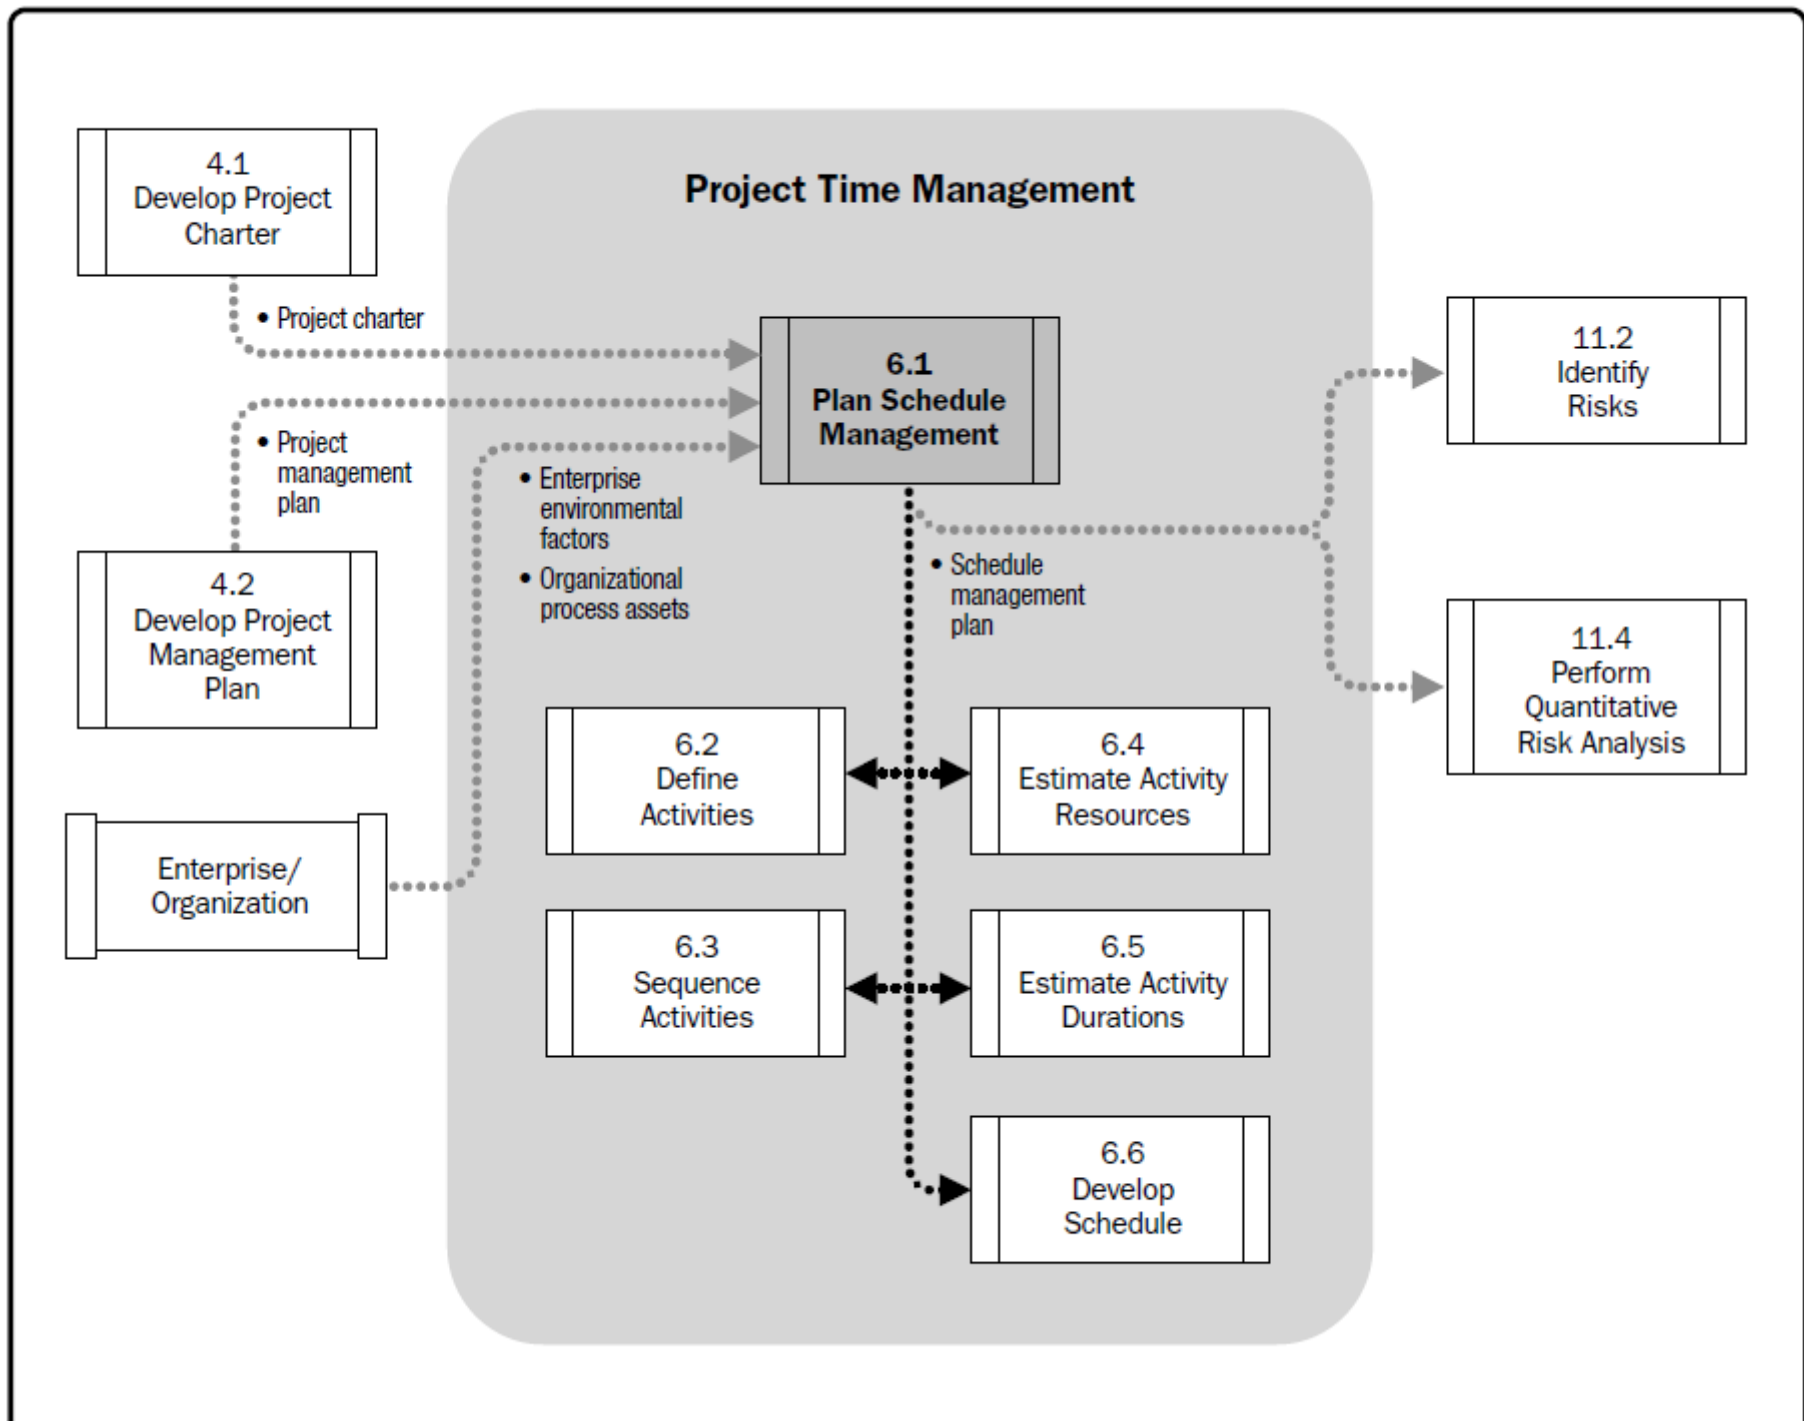 Project Time Management
4.1
Develop Project
Charter
• Project charter
6.1
Plan Schedule
Management
11.2
Identify
Risks
• Project
management
plan
• Enterprise
environmental
factors
• Organizational
process assets
• Schedule
management
plan
4.2
Develop Project
Management
Plan
11.4
Perform
Quantitative
Risk Analysis
6.2
Define
Activities
6.4
Estimate Activity
Resources
Enterprise/
Organization
6.3
Sequence
Activities
6.5
Estimate Activity
Durations
6.6
Develop
Schedule